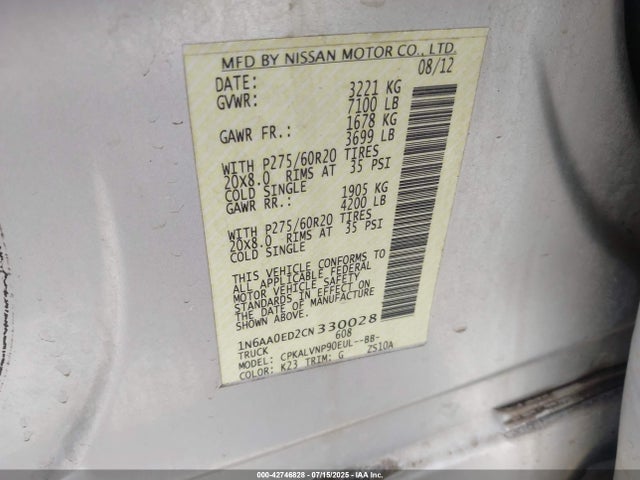 MFD BY NISSAN MOTOR CO., LTD.
DATE: 08/12
GVWR: 3221 KG
7100 LB
GAWR FR.: 1678 KG
3699 LB
WITH P275/60R20 TIRES
20X8.0 RIMS AT 35 PSI
COLD SINGLE
GAWR RR.: 1905 KG
4200 LB
WITH P275/60R20 TIRES
20X8.0 RIMS AT 35 PSI
COLD SINGLE
THIS VEHICLE CONFORMS TO
ALL APPLICABLE FEDERAL
MOTOR VEHICLE SAFETY
STANDARDS IN EFFECT ON
THE DATE OF MANUFACTURE
SHOWN ABOVE.
1N6AA0ED2CN330028
TRUCK 608
MODEL: CPKALVNP90EUL--BB-
COLOR: K23 TRIM: G ZS10A
000-42746828 - 07/15/2025 - IAA Inc.